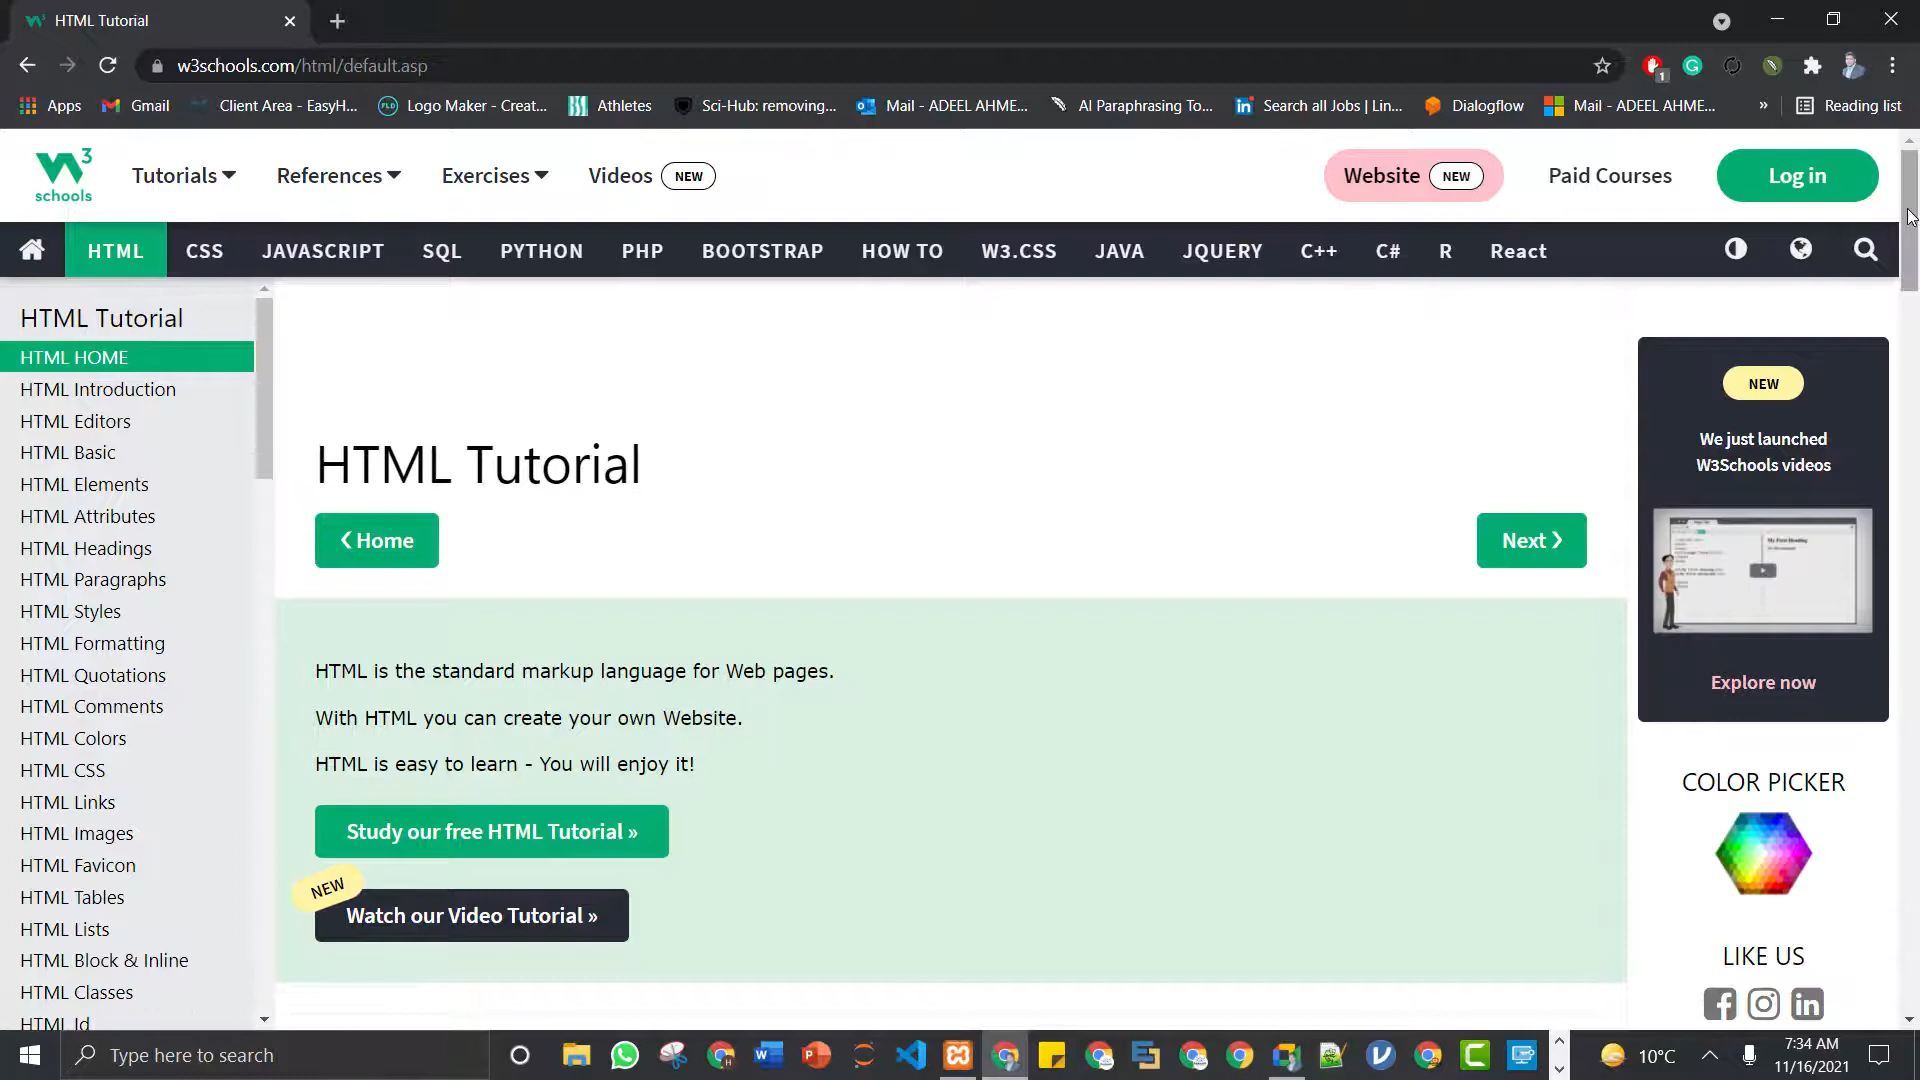 HTML Tutorial
w3schools.com/html/default.asp
1
Apps
Gmail
Client Area - EasyH...
FLD
Logo Maker - Creat...
Athletes
Sci-Hub: removing...
Mail - ADEEL AHME...
AI Paraphrasing To...
Search all Jobs | Lin...
Dialogflow
Mail - ADEEL AHME...
»
Reading list
W3 schools
Tutorials
References
Exercises
Videos NEW
Website NEW
Paid Courses
Log in
HTML
CSS
JAVASCRIPT
SQL
PYTHON
PHP
BOOTSTRAP
HOW TO
W3.CSS
JAVA
JQUERY
C++
C#
R
React
HTML Tutorial
HTML HOME
HTML Introduction
HTML Editors
HTML Basic
HTML Elements
HTML Attributes
HTML Headings
HTML Paragraphs
HTML Styles
HTML Formatting
HTML Quotations
HTML Comments
HTML Colors
HTML CSS
HTML Links
HTML Images
HTML Favicon
HTML Tables
HTML Lists
HTML Block & Inline
HTML Classes
HTML Id
HTML Tutorial
❮ Home
Next ❯
HTML is the standard markup language for Web pages.
With HTML you can create your own Website.
HTML is easy to learn - You will enjoy it!
Study our free HTML Tutorial »
NEW
Watch our Video Tutorial »
NEW
We just launched
W3Schools videos
My First Heading
Explore now
COLOR PICKER
LIKE US
Type here to search
10°C
7:34 AM
11/16/2021